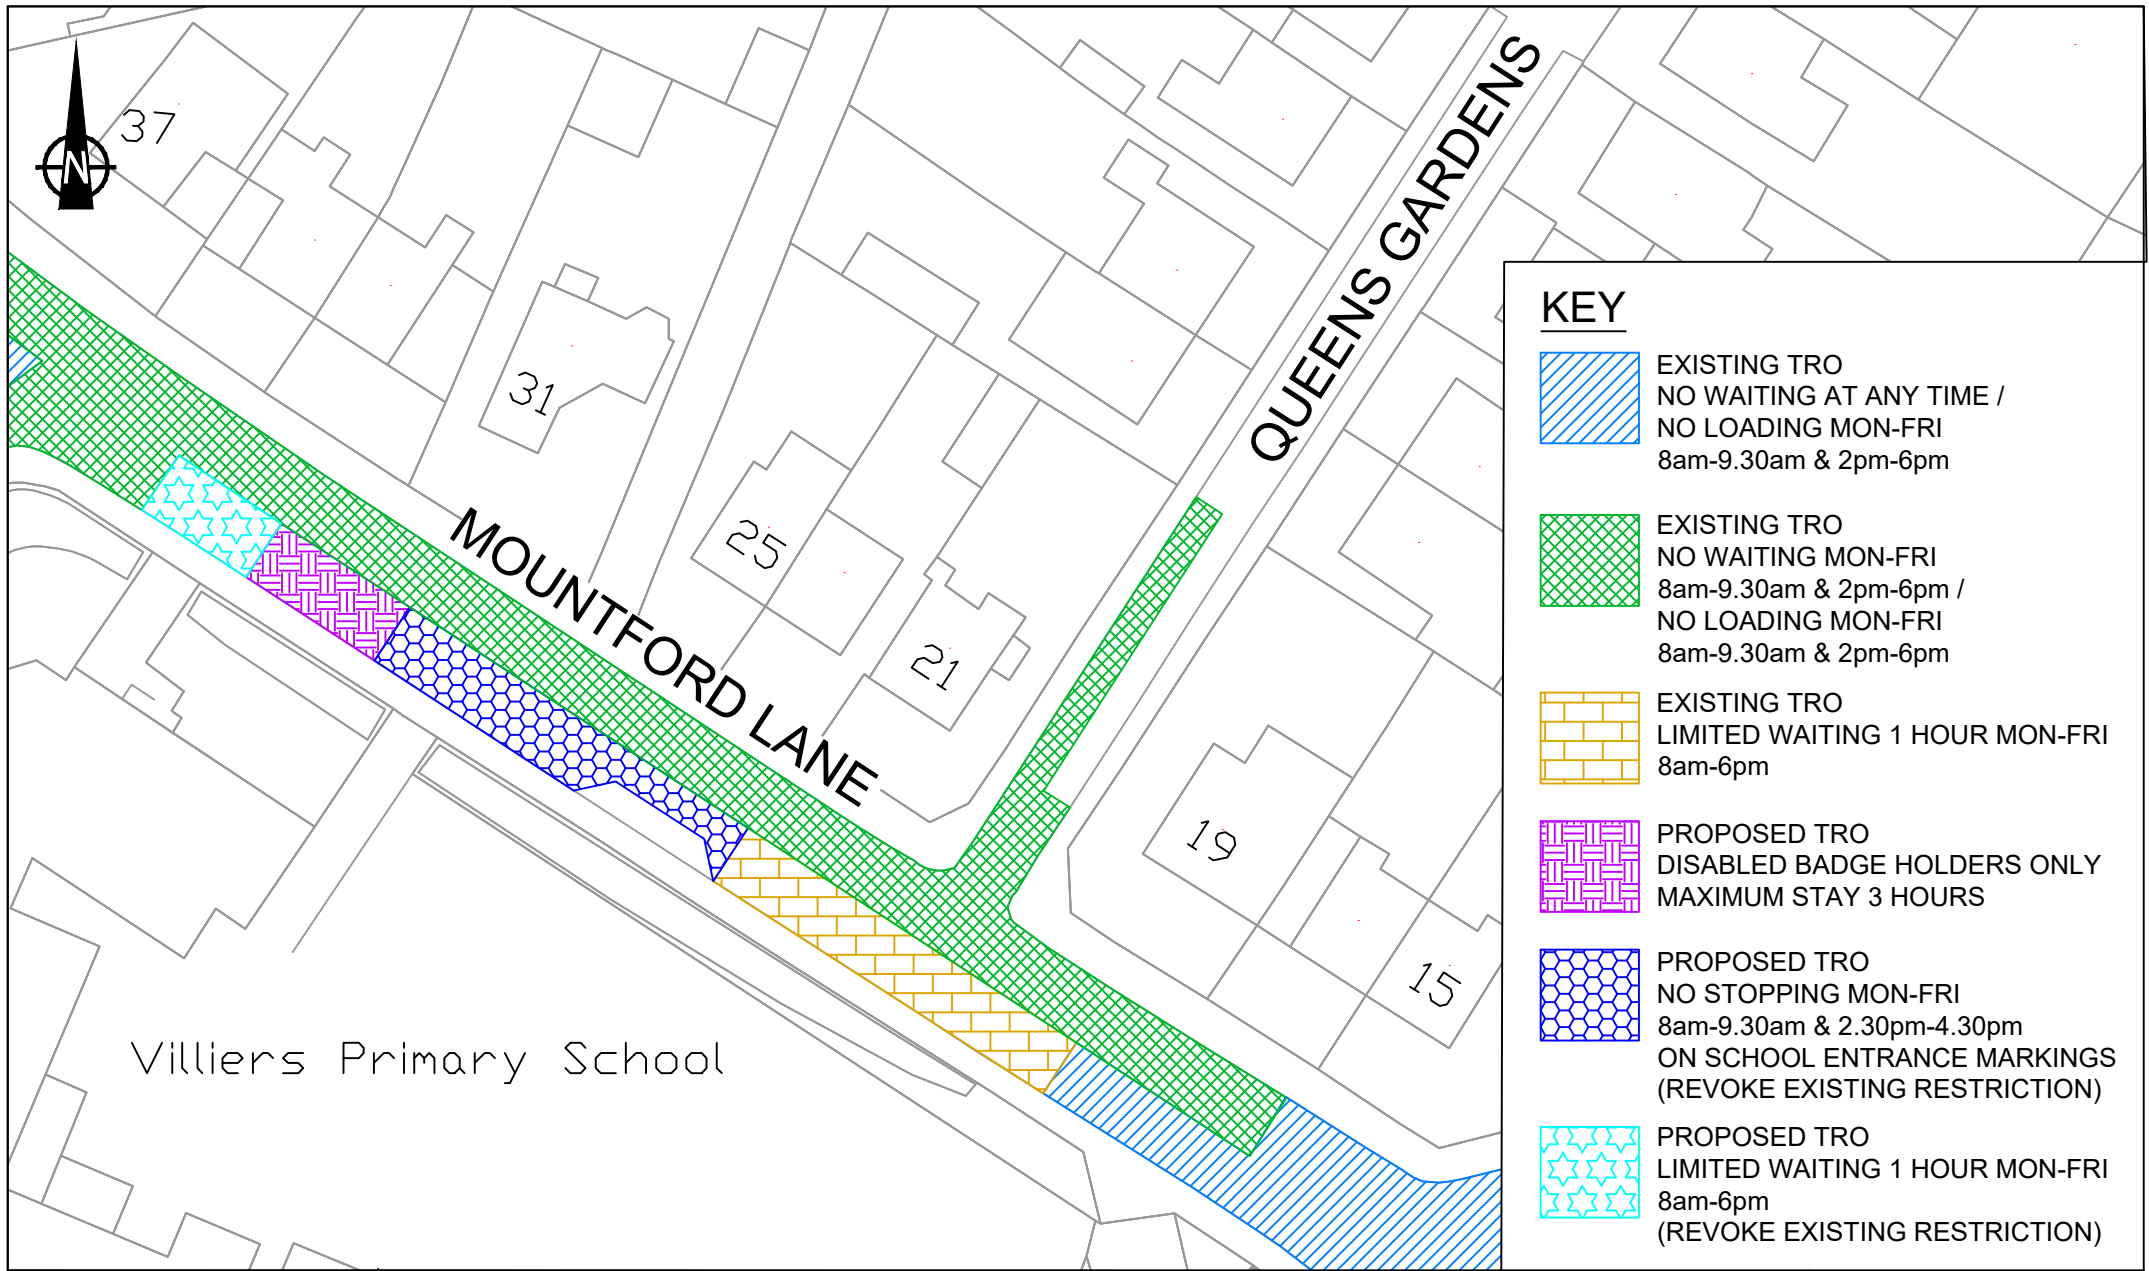 37
N
31
25
21
19
15
QUEENS GARDENS
MOUNTFORD LANE
Villiers Primary School
KEY
EXISTING TRO
NO WAITING AT ANY TIME /
NO LOADING MON-FRI
8am-9.30am & 2pm-6pm
EXISTING TRO
NO WAITING MON-FRI
8am-9.30am & 2pm-6pm /
NO LOADING MON-FRI
8am-9.30am & 2pm-6pm
EXISTING TRO
LIMITED WAITING 1 HOUR MON-FRI
8am-6pm
PROPOSED TRO
DISABLED BADGE HOLDERS ONLY
MAXIMUM STAY 3 HOURS
PROPOSED TRO
NO STOPPING MON-FRI
8am-9.30am & 2.30pm-4.30pm
ON SCHOOL ENTRANCE MARKINGS
(REVOKE EXISTING RESTRICTION)
PROPOSED TRO
LIMITED WAITING 1 HOUR MON-FRI
8am-6pm
(REVOKE EXISTING RESTRICTION)